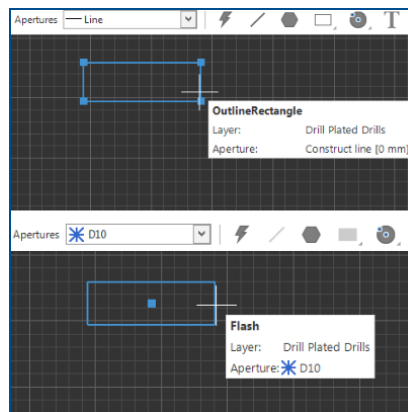 Apertures Line T
OutlineRectangle
Layer: Drill Plated Drills
Aperture: Construct line [0 mm]
Apertures D10
Flash
Layer: Drill Plated Drills
Aperture: D10